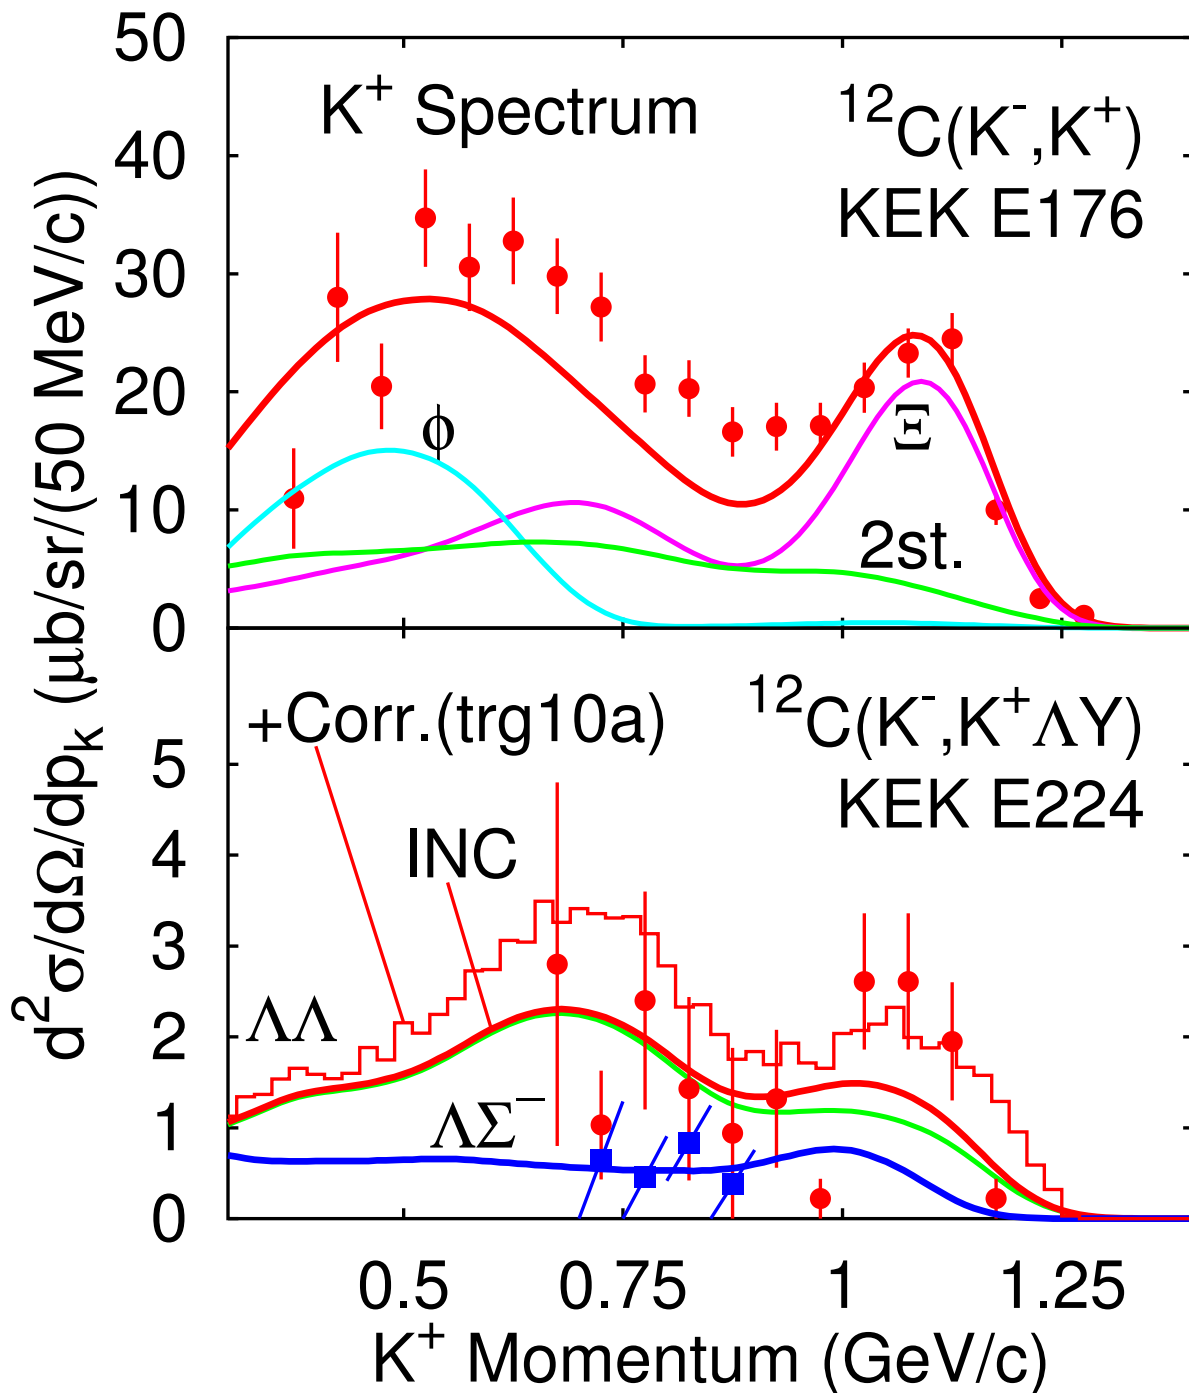 d²σ/dΩ/dpₖ (μb/sr/(50 MeV/c))
50
40
30
20
10
0
K⁺ Spectrum
¹²C(K⁻,K⁺)
KEK E176
ϕ
Ξ
2st.
5
4
3
2
1
0
+Corr.(trg10a)
¹²C(K⁻,K⁺ΛY)
KEK E224
INC
ΛΛ
ΛΣ⁻
0.5 0.75 1 1.25
K⁺ Momentum (GeV/c)